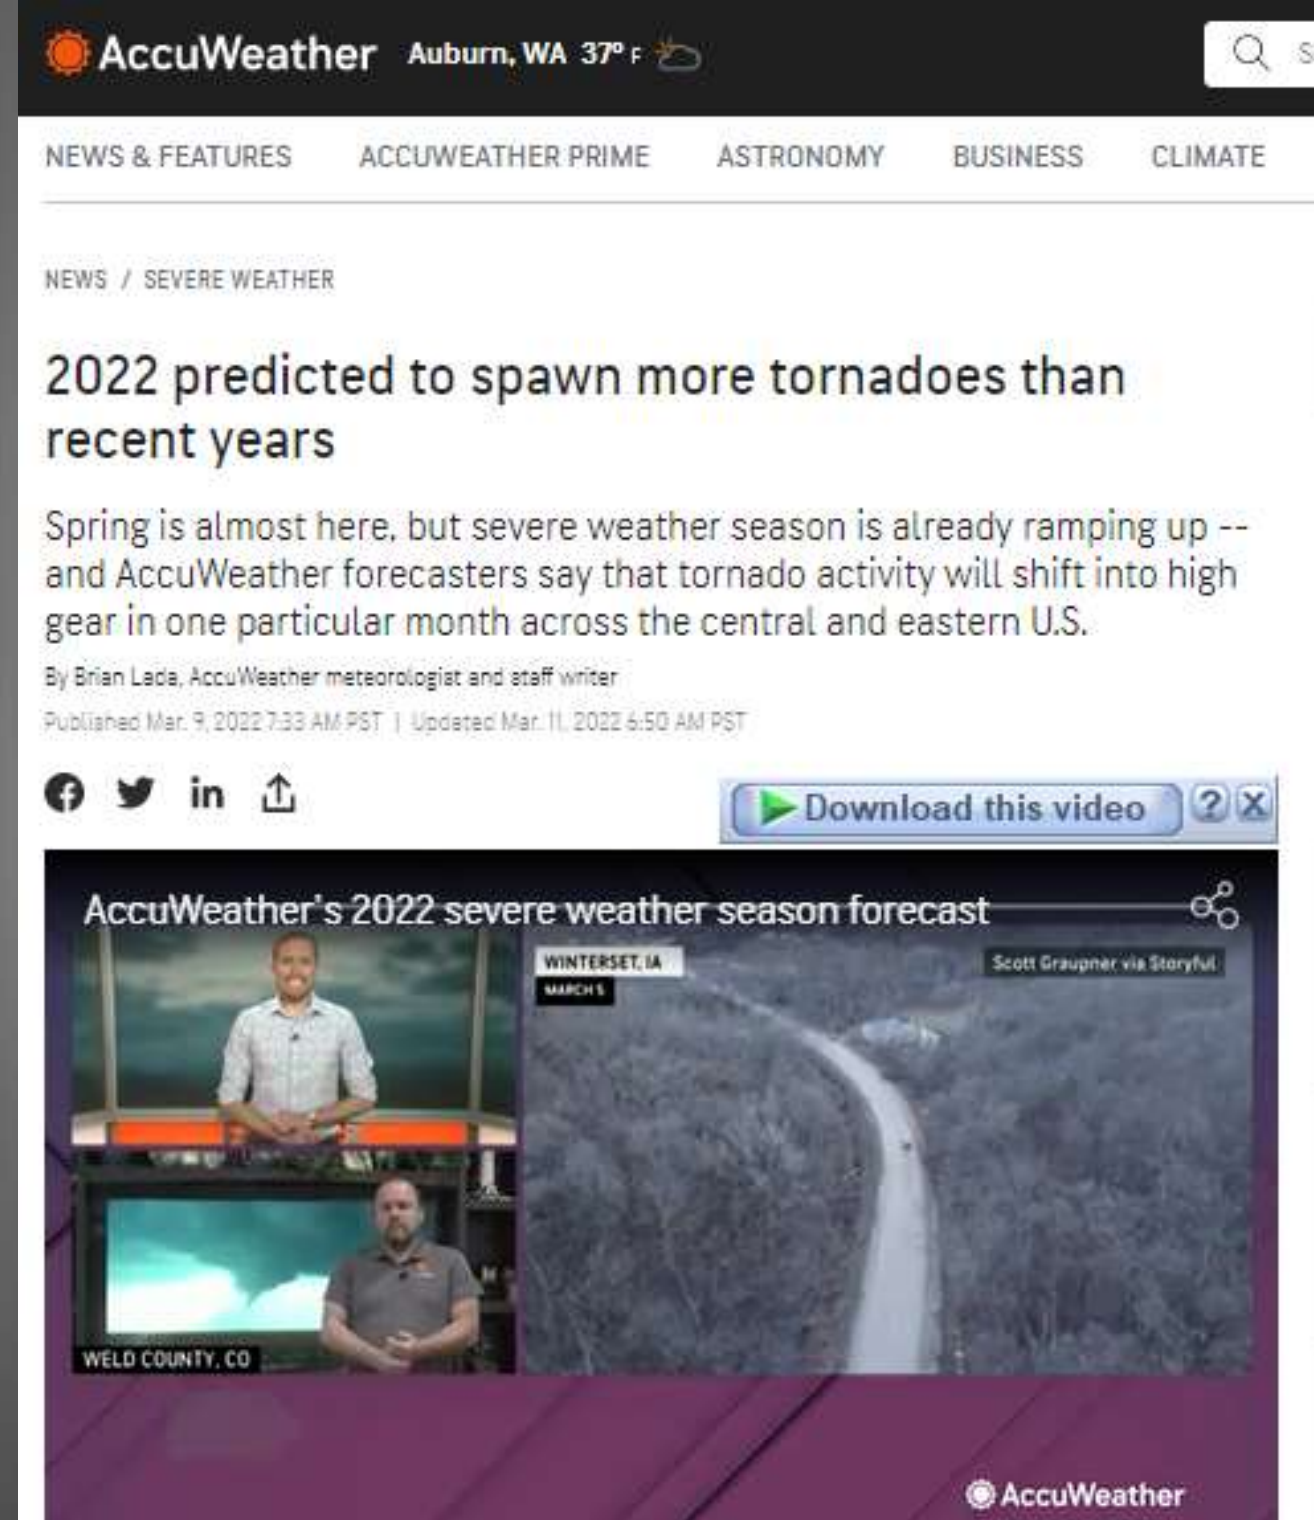 AccuWeather Auburn, WA 37° F
NEWS & FEATURES ACCUWEATHER PRIME ASTRONOMY BUSINESS CLIMATE
NEWS / SEVERE WEATHER
2022 predicted to spawn more tornadoes than
recent years
Spring is almost here, but severe weather season is already ramping up --
and AccuWeather forecasters say that tornado activity will shift into high
gear in one particular month across the central and eastern U.S.
By Brian Lada, AccuWeather meteorologist and staff writer
Published Mar. 9, 2022 7:33 AM PST | Updated Mar. 11, 2022 6:50 AM PST
Download this video ? X
AccuWeather's 2022 severe weather season forecast
WINTERSET, IA
Scott Graupner via Storyful
MARCH 5
WELD COUNTY, CO
AccuWeather